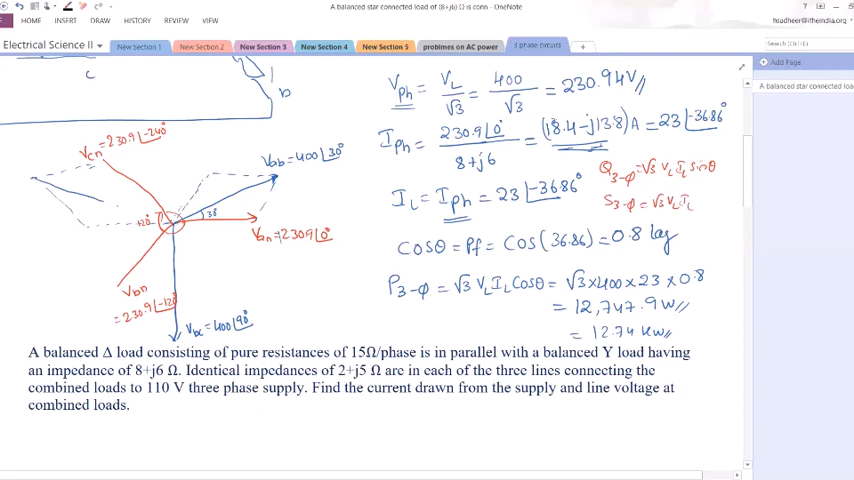 A balanced star connected load of (8+j6) Ω is conn - OneNote
HOME INSERT DRAW HISTORY REVIEW VIEW
hsudheer@ifheindia.com
Electrical Science II
New Section 1
New Section 2
New Section 3
New Section 4
New Section 5
problmes on AC power
3 phase circuits
+
Search (Ctrl+E)
Add Page
A balanced star connected load
c
b
Vcn = 230.9∠-240°
Vab = 400∠30°
120°
30°
Van = 230.9∠0°
Vbn
= 230.9∠-120°
Vbc = 400∠90°
Vph = VL/√3 = 400/√3 = 230.94V//
Iph = 230.9∠0°/8+j6 = (18.4-j13.8)A = 23∠-36.86°
IL = Iph = 23∠-36.86°
Q3-φ = √3 VL IL sinθ
S3-φ = √3 VL IL
cosθ = Pf = cos(36.86) = 0.8 lag
P3-φ = √3 VL IL cosθ = √3×400×23×0.8
= 12,747.9W//
= 12.74 kW//
A balanced Δ load consisting of pure resistances of 15Ω/phase is in parallel with a balanced Y load having
an impedance of 8+j6 Ω. Identical impedances of 2+j5 Ω are in each of the three lines connecting the
combined loads to 110 V three phase supply. Find the current drawn from the supply and line voltage at
combined loads.